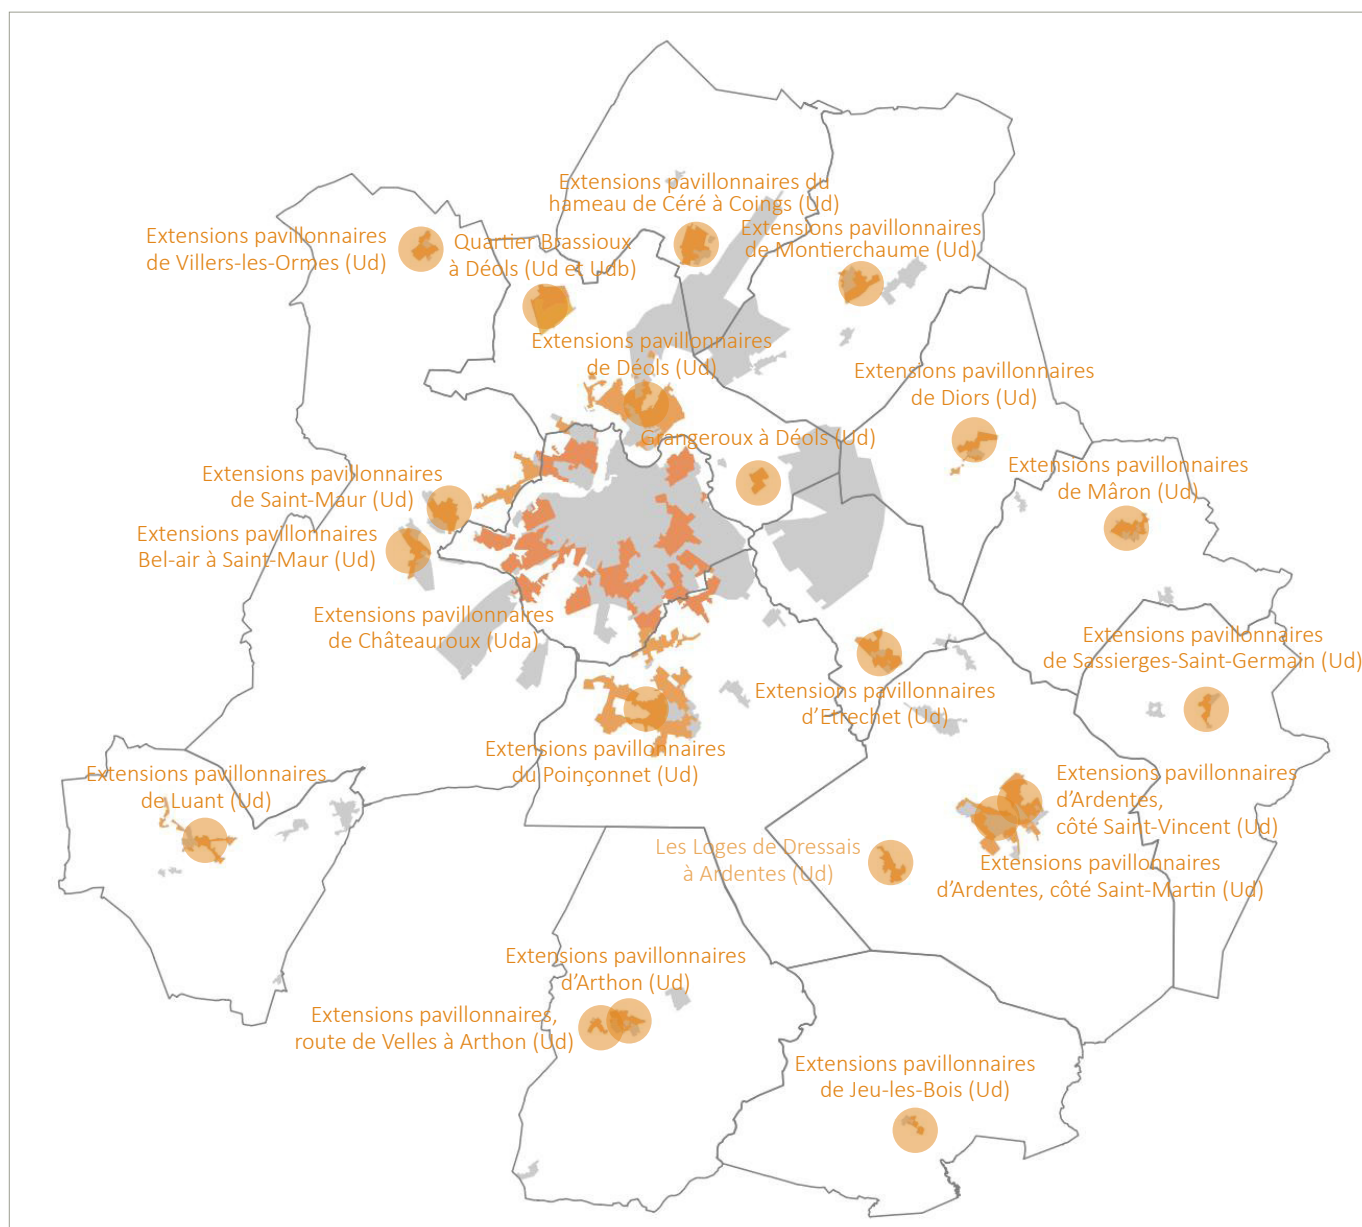 Extensions pavillonnaires du
hameau de Céré à Coings (Ud)
Extensions pavillonnaires
de Villers-les-Ormes (Ud)
Quartier Brassioux
à Déols (Ud et Udb)
Extensions pavillonnaires
de Montierchaume (Ud)
Extensions pavillonnaires
de Déols (Ud)
Extensions pavillonnaires
de Diors (Ud)
Grangeroux à Déols (Ud)
Extensions pavillonnaires
de Mâron (Ud)
Extensions pavillonnaires
de Saint-Maur (Ud)
Extensions pavillonnaires
Bel-air à Saint-Maur (Ud)
Extensions pavillonnaires
de Châteauroux (Uda)
Extensions pavillonnaires
de Sassierges-Saint-Germain (Ud)
Extensions pavillonnaires
d'Etrechet (Ud)
Extensions pavillonnaires
du Poinçonnet (Ud)
Extensions pavillonnaires
de Luant (Ud)
Extensions pavillonnaires
d'Ardentes,
côté Saint-Vincent (Ud)
Les Loges de Dressais
à Ardentes (Ud)
Extensions pavillonnaires
d'Ardentes, côté Saint-Martin (Ud)
Extensions pavillonnaires
d'Arthon (Ud)
Extensions pavillonnaires,
route de Velles à Arthon (Ud)
Extensions pavillonnaires
de Jeu-les-Bois (Ud)